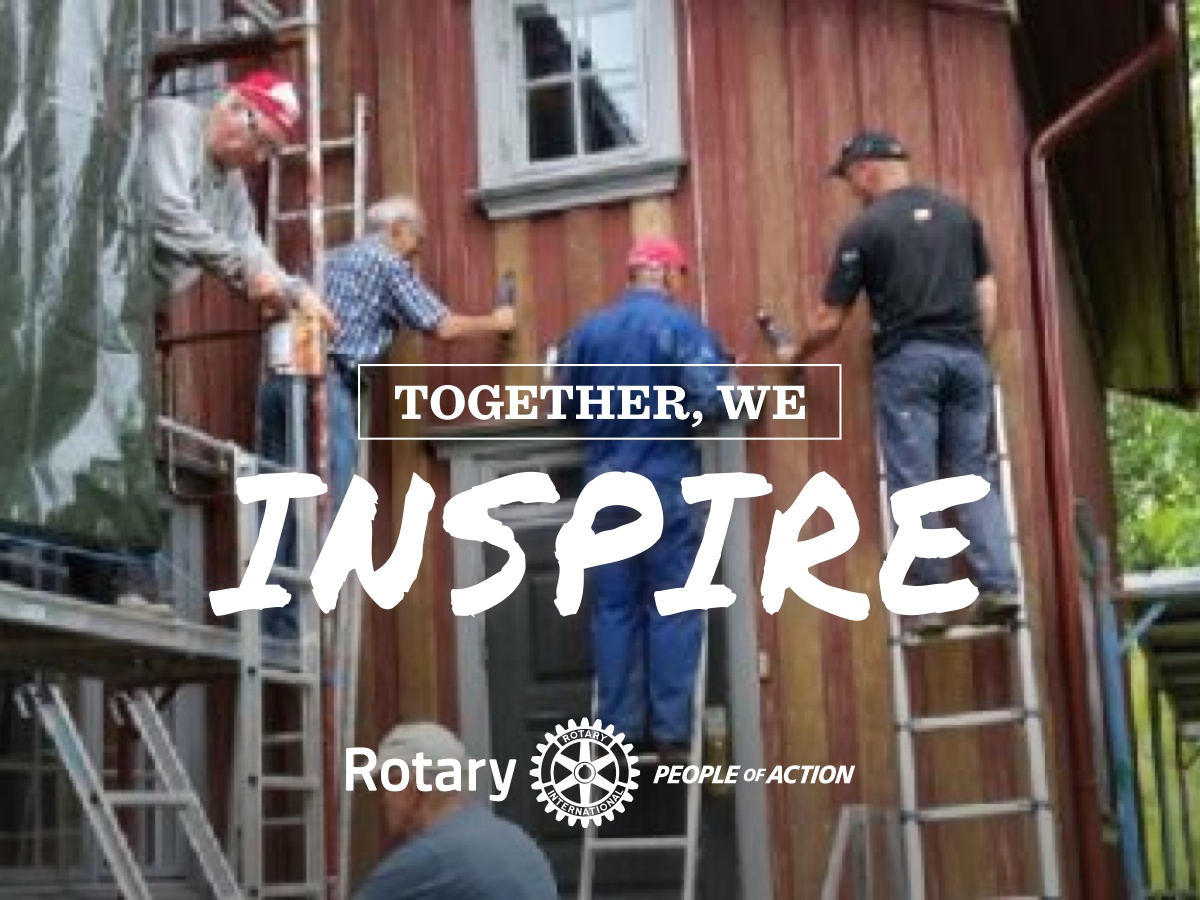 TOGETHER, WE
INSPIRE
Rotary
ROTARY
INTERNATIONAL
PEOPLE OF ACTION